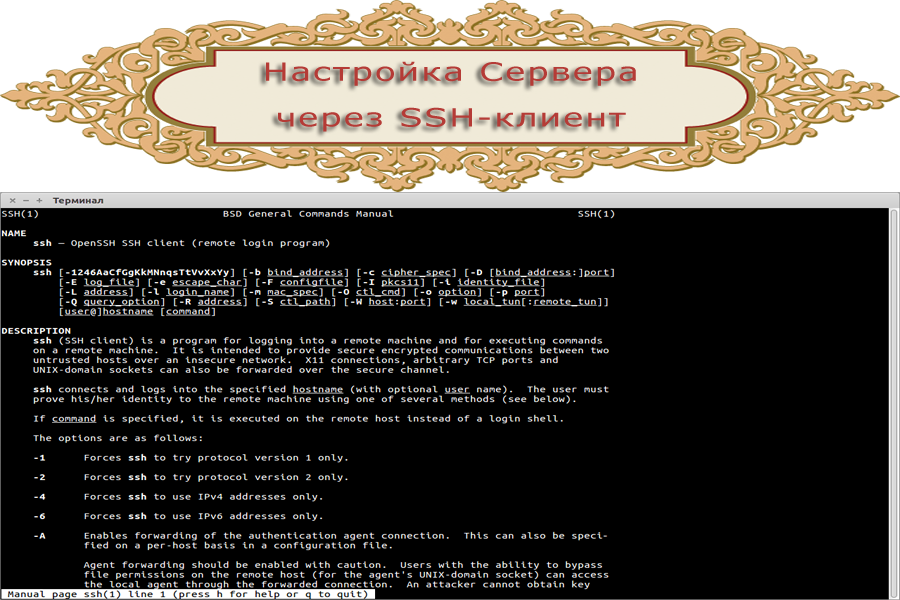 Настройка Сервера
через SSH-клиент
× − + Терминал
SSH(1) BSD General Commands Manual SSH(1)
NAME
ssh — OpenSSH SSH client (remote login program)
SYNOPSIS
ssh [-1246AaCfGgKkMNnqsTtVvXxYy] [-b bind_address] [-c cipher_spec] [-D [bind_address:]port]
[-E log_file] [-e escape_char] [-F configfile] [-I pkcs11] [-i identity_file]
[-L address] [-l login_name] [-m mac_spec] [-O ctl_cmd] [-o option] [-p port]
[-Q query_option] [-R address] [-S ctl_path] [-W host:port] [-w local_tun[:remote_tun]]
[user@]hostname [command]
DESCRIPTION
ssh (SSH client) is a program for logging into a remote machine and for executing commands
on a remote machine. It is intended to provide secure encrypted communications between two
untrusted hosts over an insecure network. X11 connections, arbitrary TCP ports and
UNIX-domain sockets can also be forwarded over the secure channel.
ssh connects and logs into the specified hostname (with optional user name). The user must
prove his/her identity to the remote machine using one of several methods (see below).
If command is specified, it is executed on the remote host instead of a login shell.
The options are as follows:
-1 Forces ssh to try protocol version 1 only.
-2 Forces ssh to try protocol version 2 only.
-4 Forces ssh to use IPv4 addresses only.
-6 Forces ssh to use IPv6 addresses only.
-A Enables forwarding of the authentication agent connection. This can also be speci-
fied on a per-host basis in a configuration file.
Agent forwarding should be enabled with caution. Users with the ability to bypass
file permissions on the remote host (for the agent's UNIX-domain socket) can access
the local agent through the forwarded connection. An attacker cannot obtain key
Manual page ssh(1) line 1 (press h for help or q to quit)